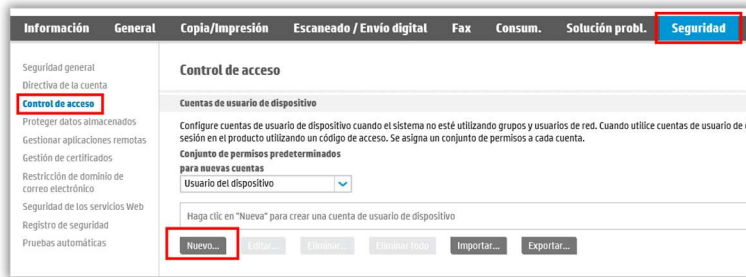 Información General Copia/Impresión Escaneado / Envío digital Fax Consum. Solución probl. Seguridad
Seguridad general
Directiva de la cuenta
Control de acceso
Proteger datos almacenados
Gestionar aplicaciones remotas
Gestión de certificados
Restricción de dominio de
correo electrónico
Seguridad de los servicios Web
Registro de seguridad
Pruebas automáticas
Control de acceso
Cuentas de usuario de dispositivo
Configure cuentas de usuario de dispositivo cuando el sistema no esté utilizando grupos y usuarios de red. Cuando utilice cuentas de usuario de
sesión en el producto utilizando un código de acceso. Se asigna un conjunto de permisos a cada cuenta.
Conjunto de permisos predeterminados
para nuevas cuentas
Usuario del dispositivo
Haga clic en "Nueva" para crear una cuenta de usuario de dispositivo
Nuevo... Editar... Eliminar... Eliminar todo Importar... Exportar...